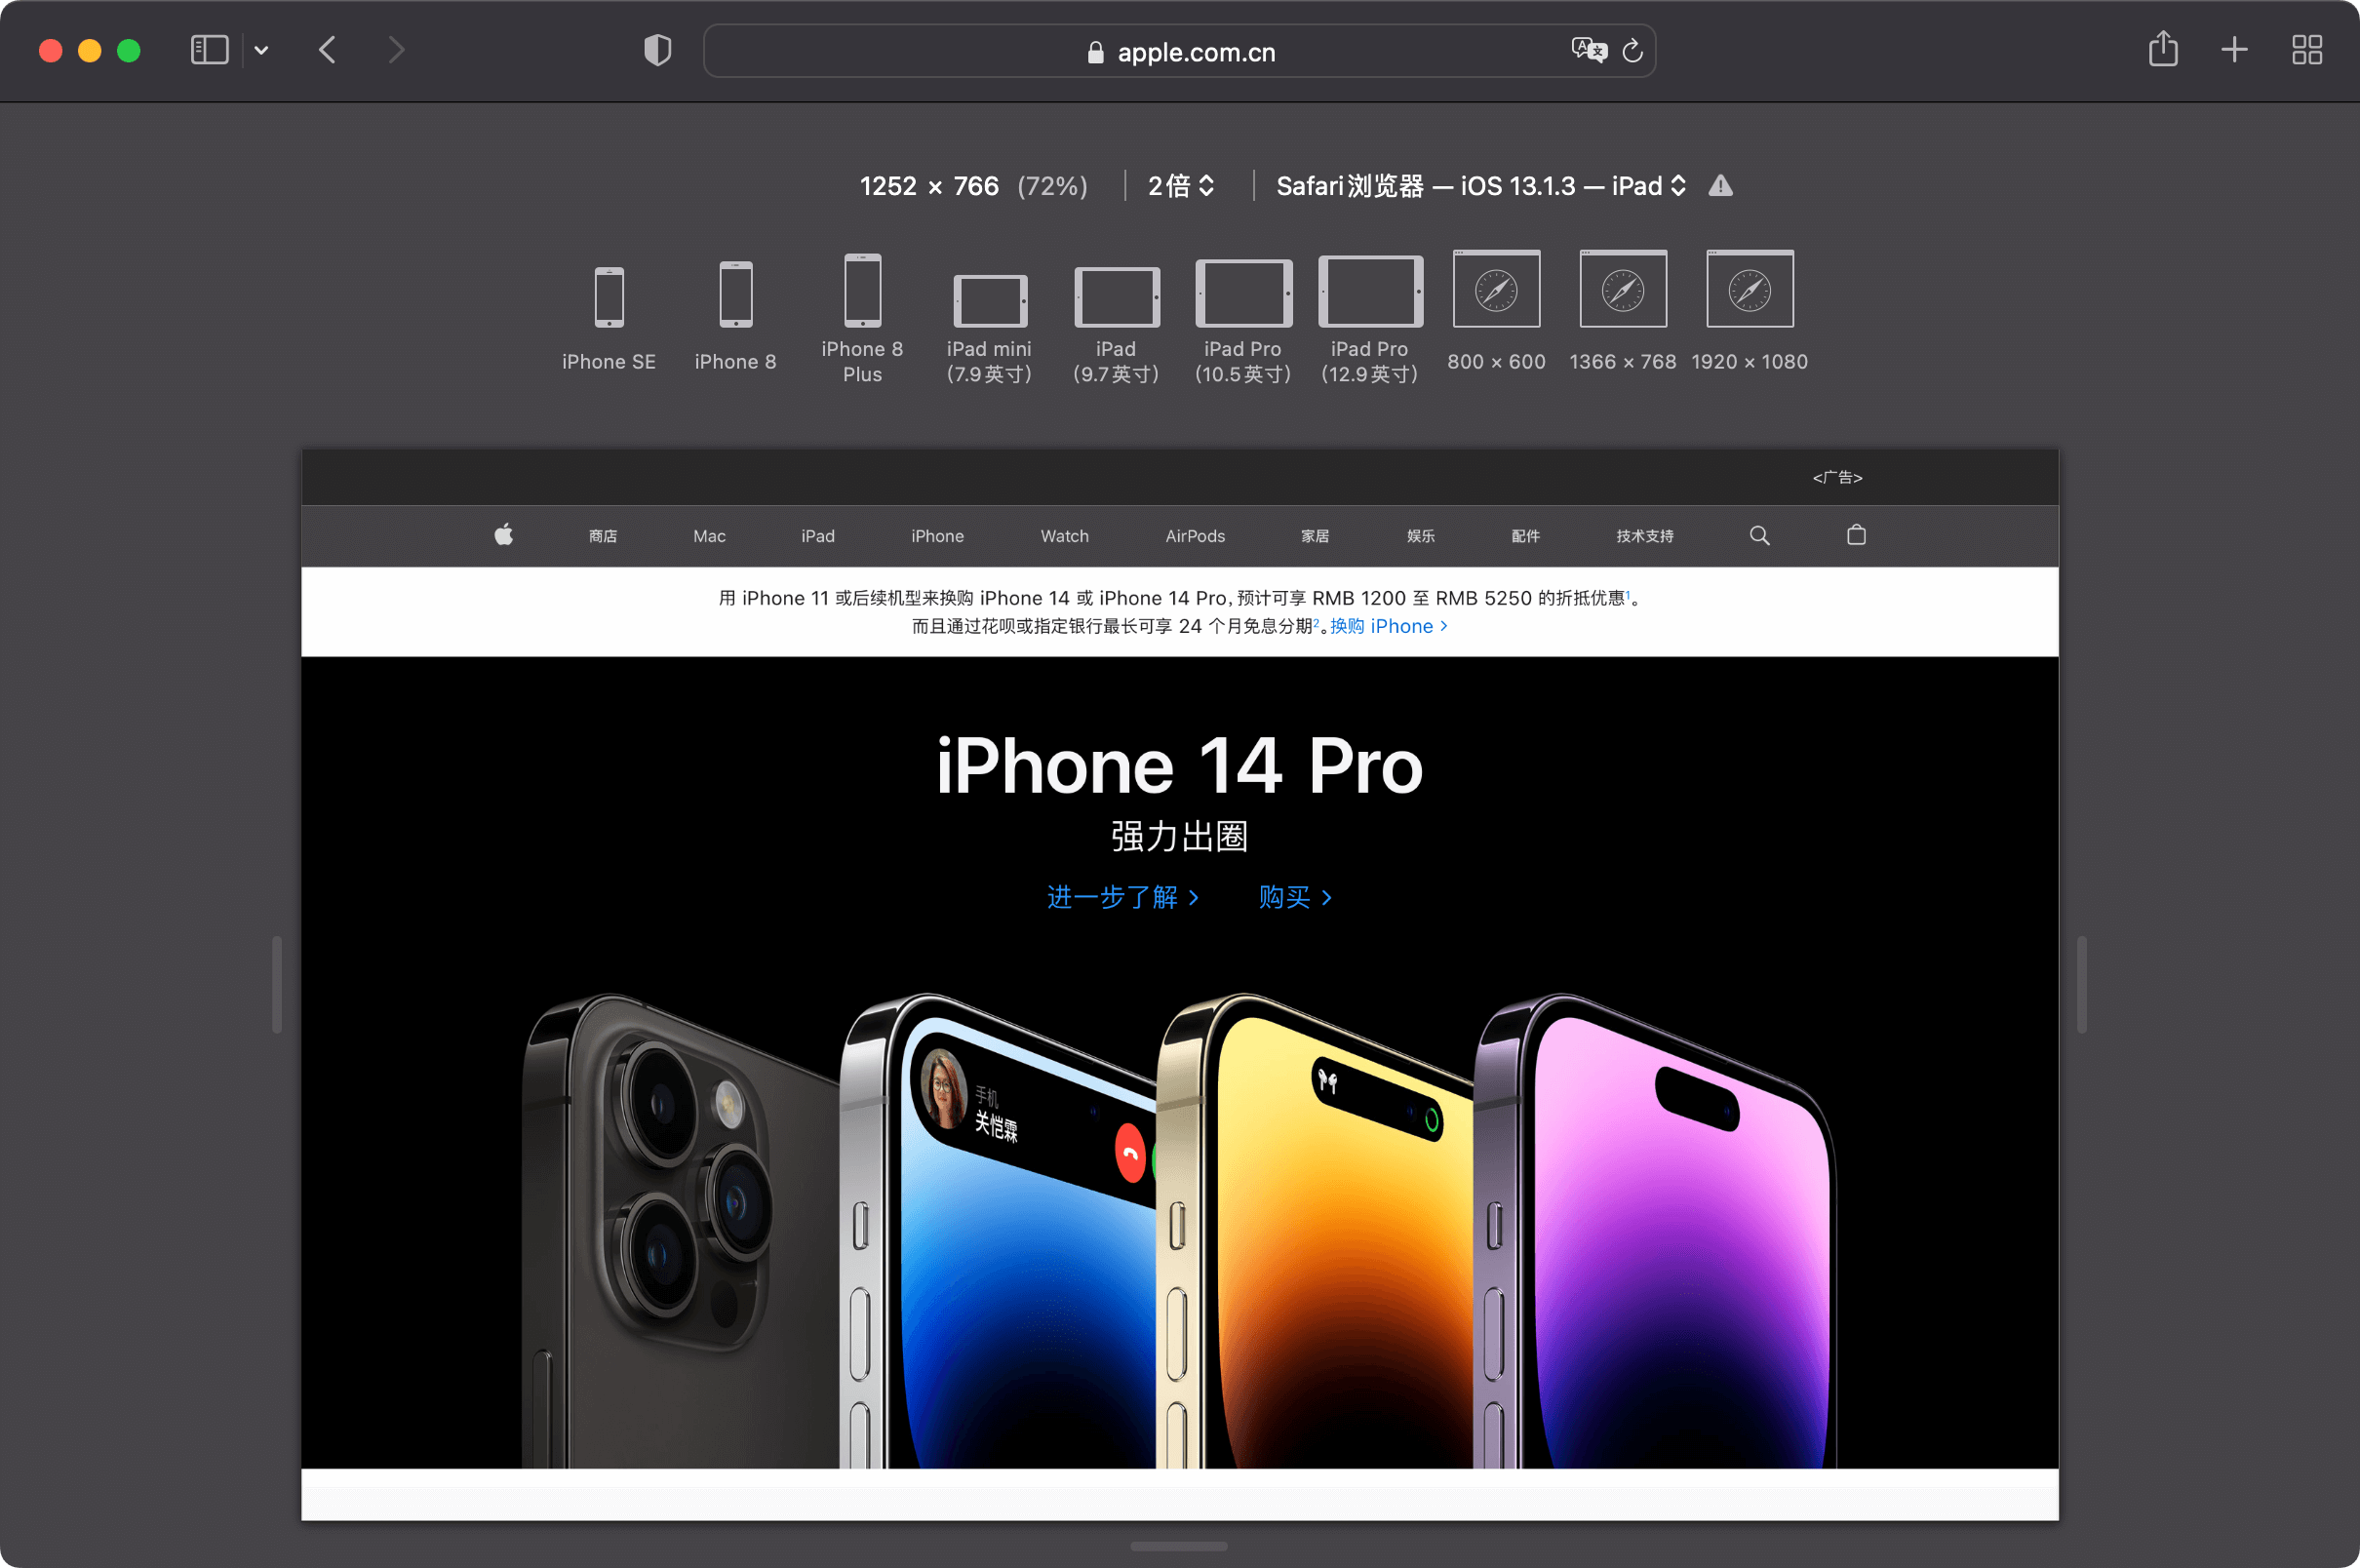 apple.com.cn
1252 × 766 (72%) 2倍 Safari浏览器 — iOS 13.1.3 — iPad
iPhone SE
iPhone 8
iPhone 8
Plus
iPad mini
(7.9英寸)
iPad
(9.7英寸)
iPad Pro
(10.5英寸)
iPad Pro
(12.9英寸)
800 × 600
1366 × 768
1920 × 1080
<广告>
商店 Mac iPad iPhone Watch AirPods 家居 娱乐 配件 技术支持
用 iPhone 11 或后续机型来换购 iPhone 14 或 iPhone 14 Pro,预计可享 RMB 1200 至 RMB 5250 的折抵优惠¹。
而且通过花呗或指定银行最长可享 24 个月免息分期²。换购 iPhone >
iPhone 14 Pro
强力出圈
进一步了解 > 购买 >
手机
关恺霖